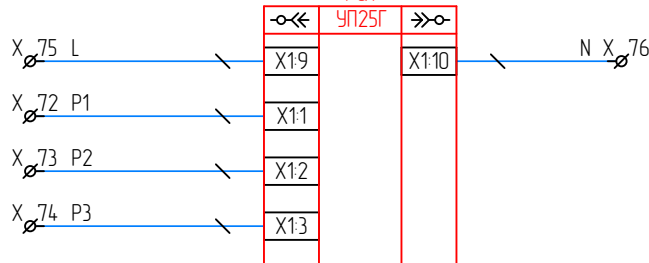 УП25Г
X 75 L X1:9 X1:10 N X 76
X 72 P1 X1:1
X 73 P2 X1:2
X 74 P3 X1:3